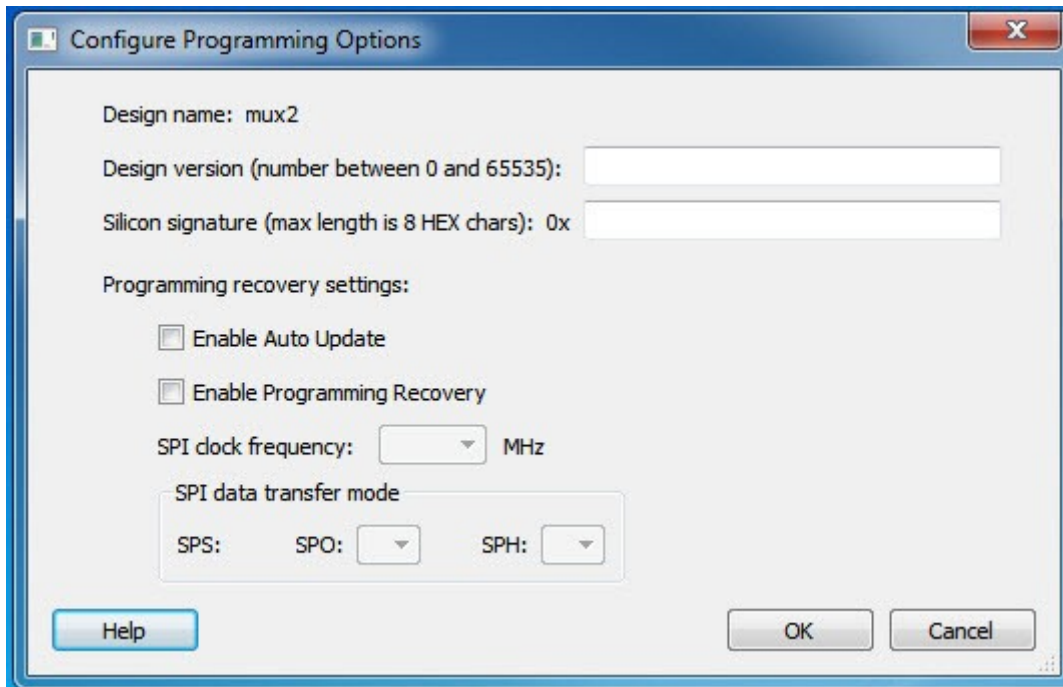 Configure Programming Options
Design name: mux2
Design version (number between 0 and 65535):
Silicon signature (max length is 8 HEX chars): 0x
Programming recovery settings:
Enable Auto Update
Enable Programming Recovery
SPI clock frequency: MHz
SPI data transfer mode
SPS: SPO: SPH:
Help OK Cancel